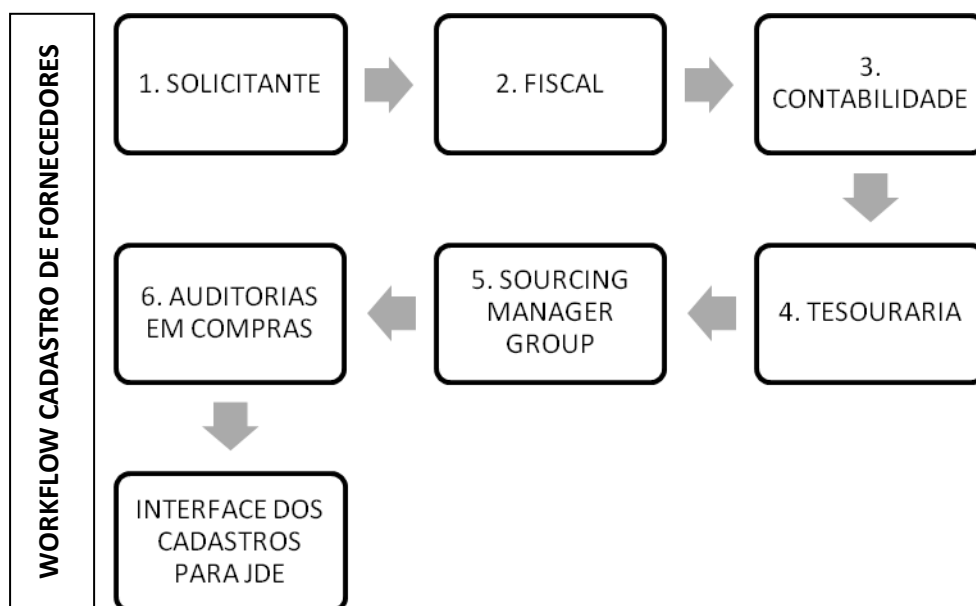 WORKFLOW CADASTRO DE FORNECEDORES
1. SOLICITANTE
2. FISCAL
3.
CONTABILIDADE
4. TESOURARIA
5. SOURCING
MANAGER
GROUP
6. AUDITORIAS
EM COMPRAS
INTERFACE DOS
CADASTROS
PARA JDE